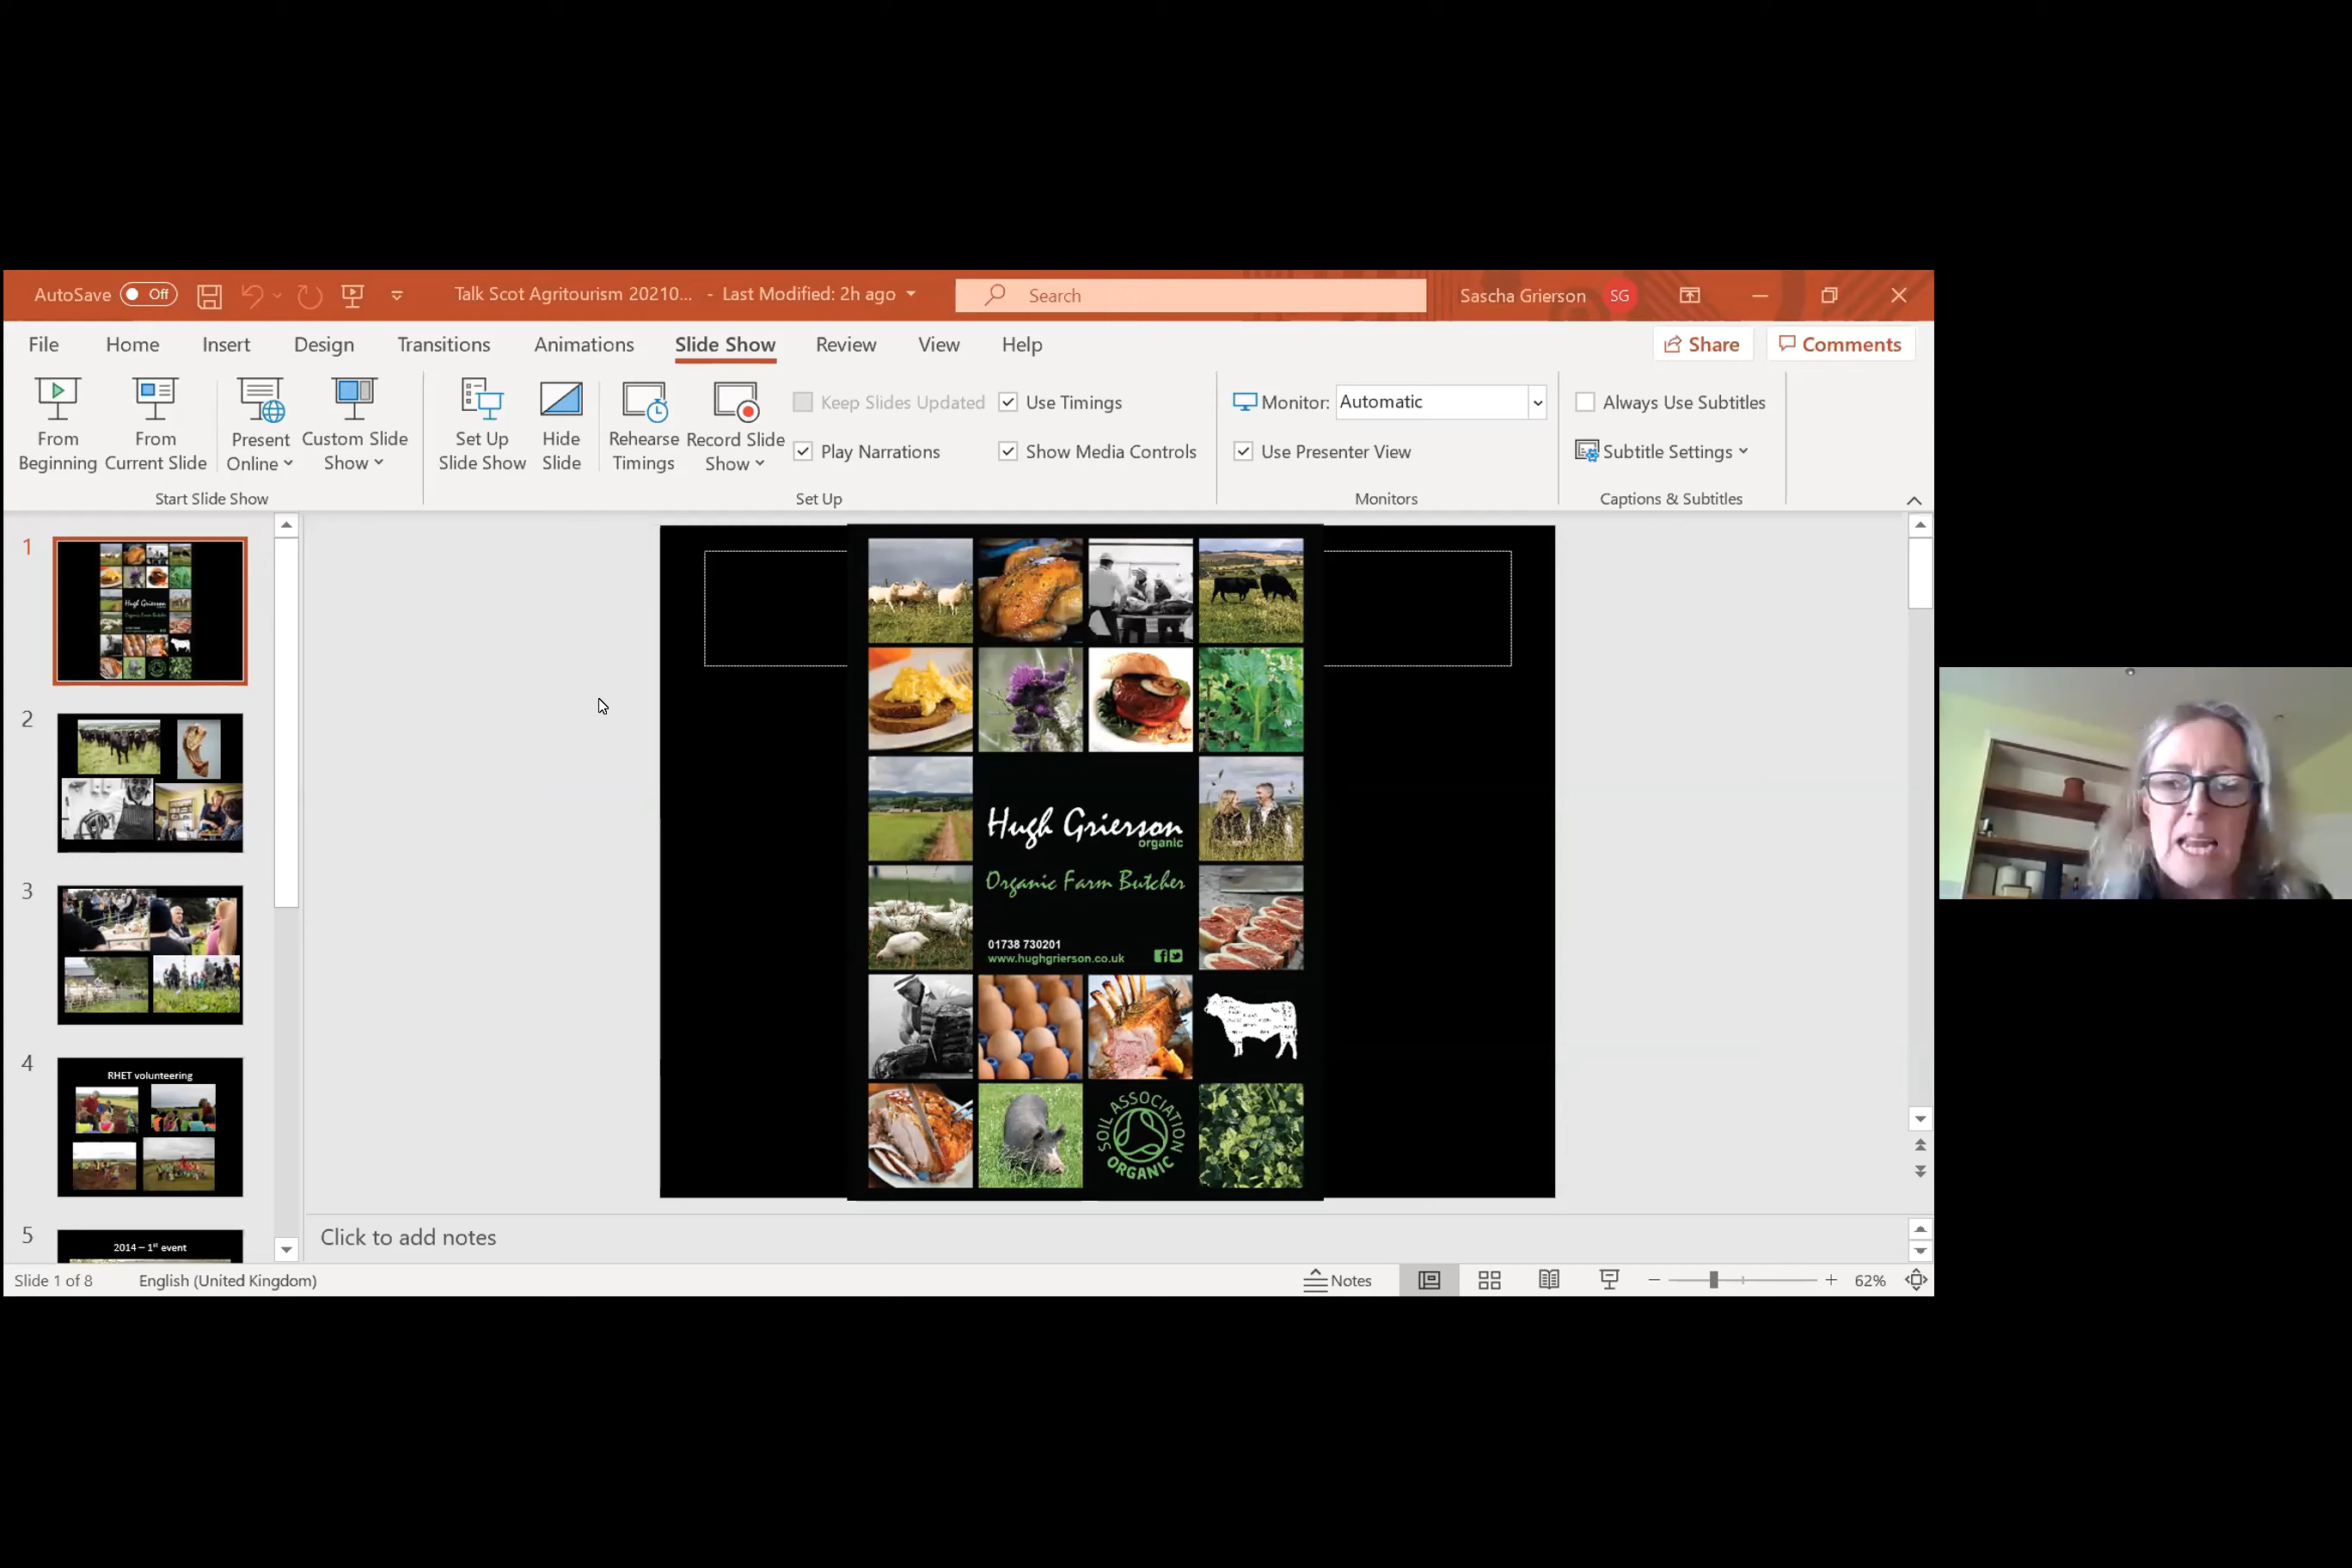 AutoSave Off
Talk Scot Agritourism 20210... - Last Modified: 2h ago
Search
Sascha Grierson SG
File Home Insert Design Transitions Animations Slide Show Review View Help
Share Comments
From Beginning
From Current Slide
Present Online
Custom Slide Show
Start Slide Show
Set Up Slide Show
Hide Slide
Rehearse Timings
Record Slide Show
Keep Slides Updated
Play Narrations
Use Timings
Show Media Controls
Set Up
Monitor: Automatic
Use Presenter View
Monitors
Always Use Subtitles
Subtitle Settings
Captions & Subtitles
1
Hugh Grierson
Organic Farm Butcher
2
3
4
RHET volunteering
5
2014 – 1st event
Hugh Grierson
organic
Organic Farm Butcher
01738 730201
www.hughgrierson.co.uk
SOIL ASSOCIATION
ORGANIC
Click to add notes
Slide 1 of 8
English (United Kingdom)
Notes
62%